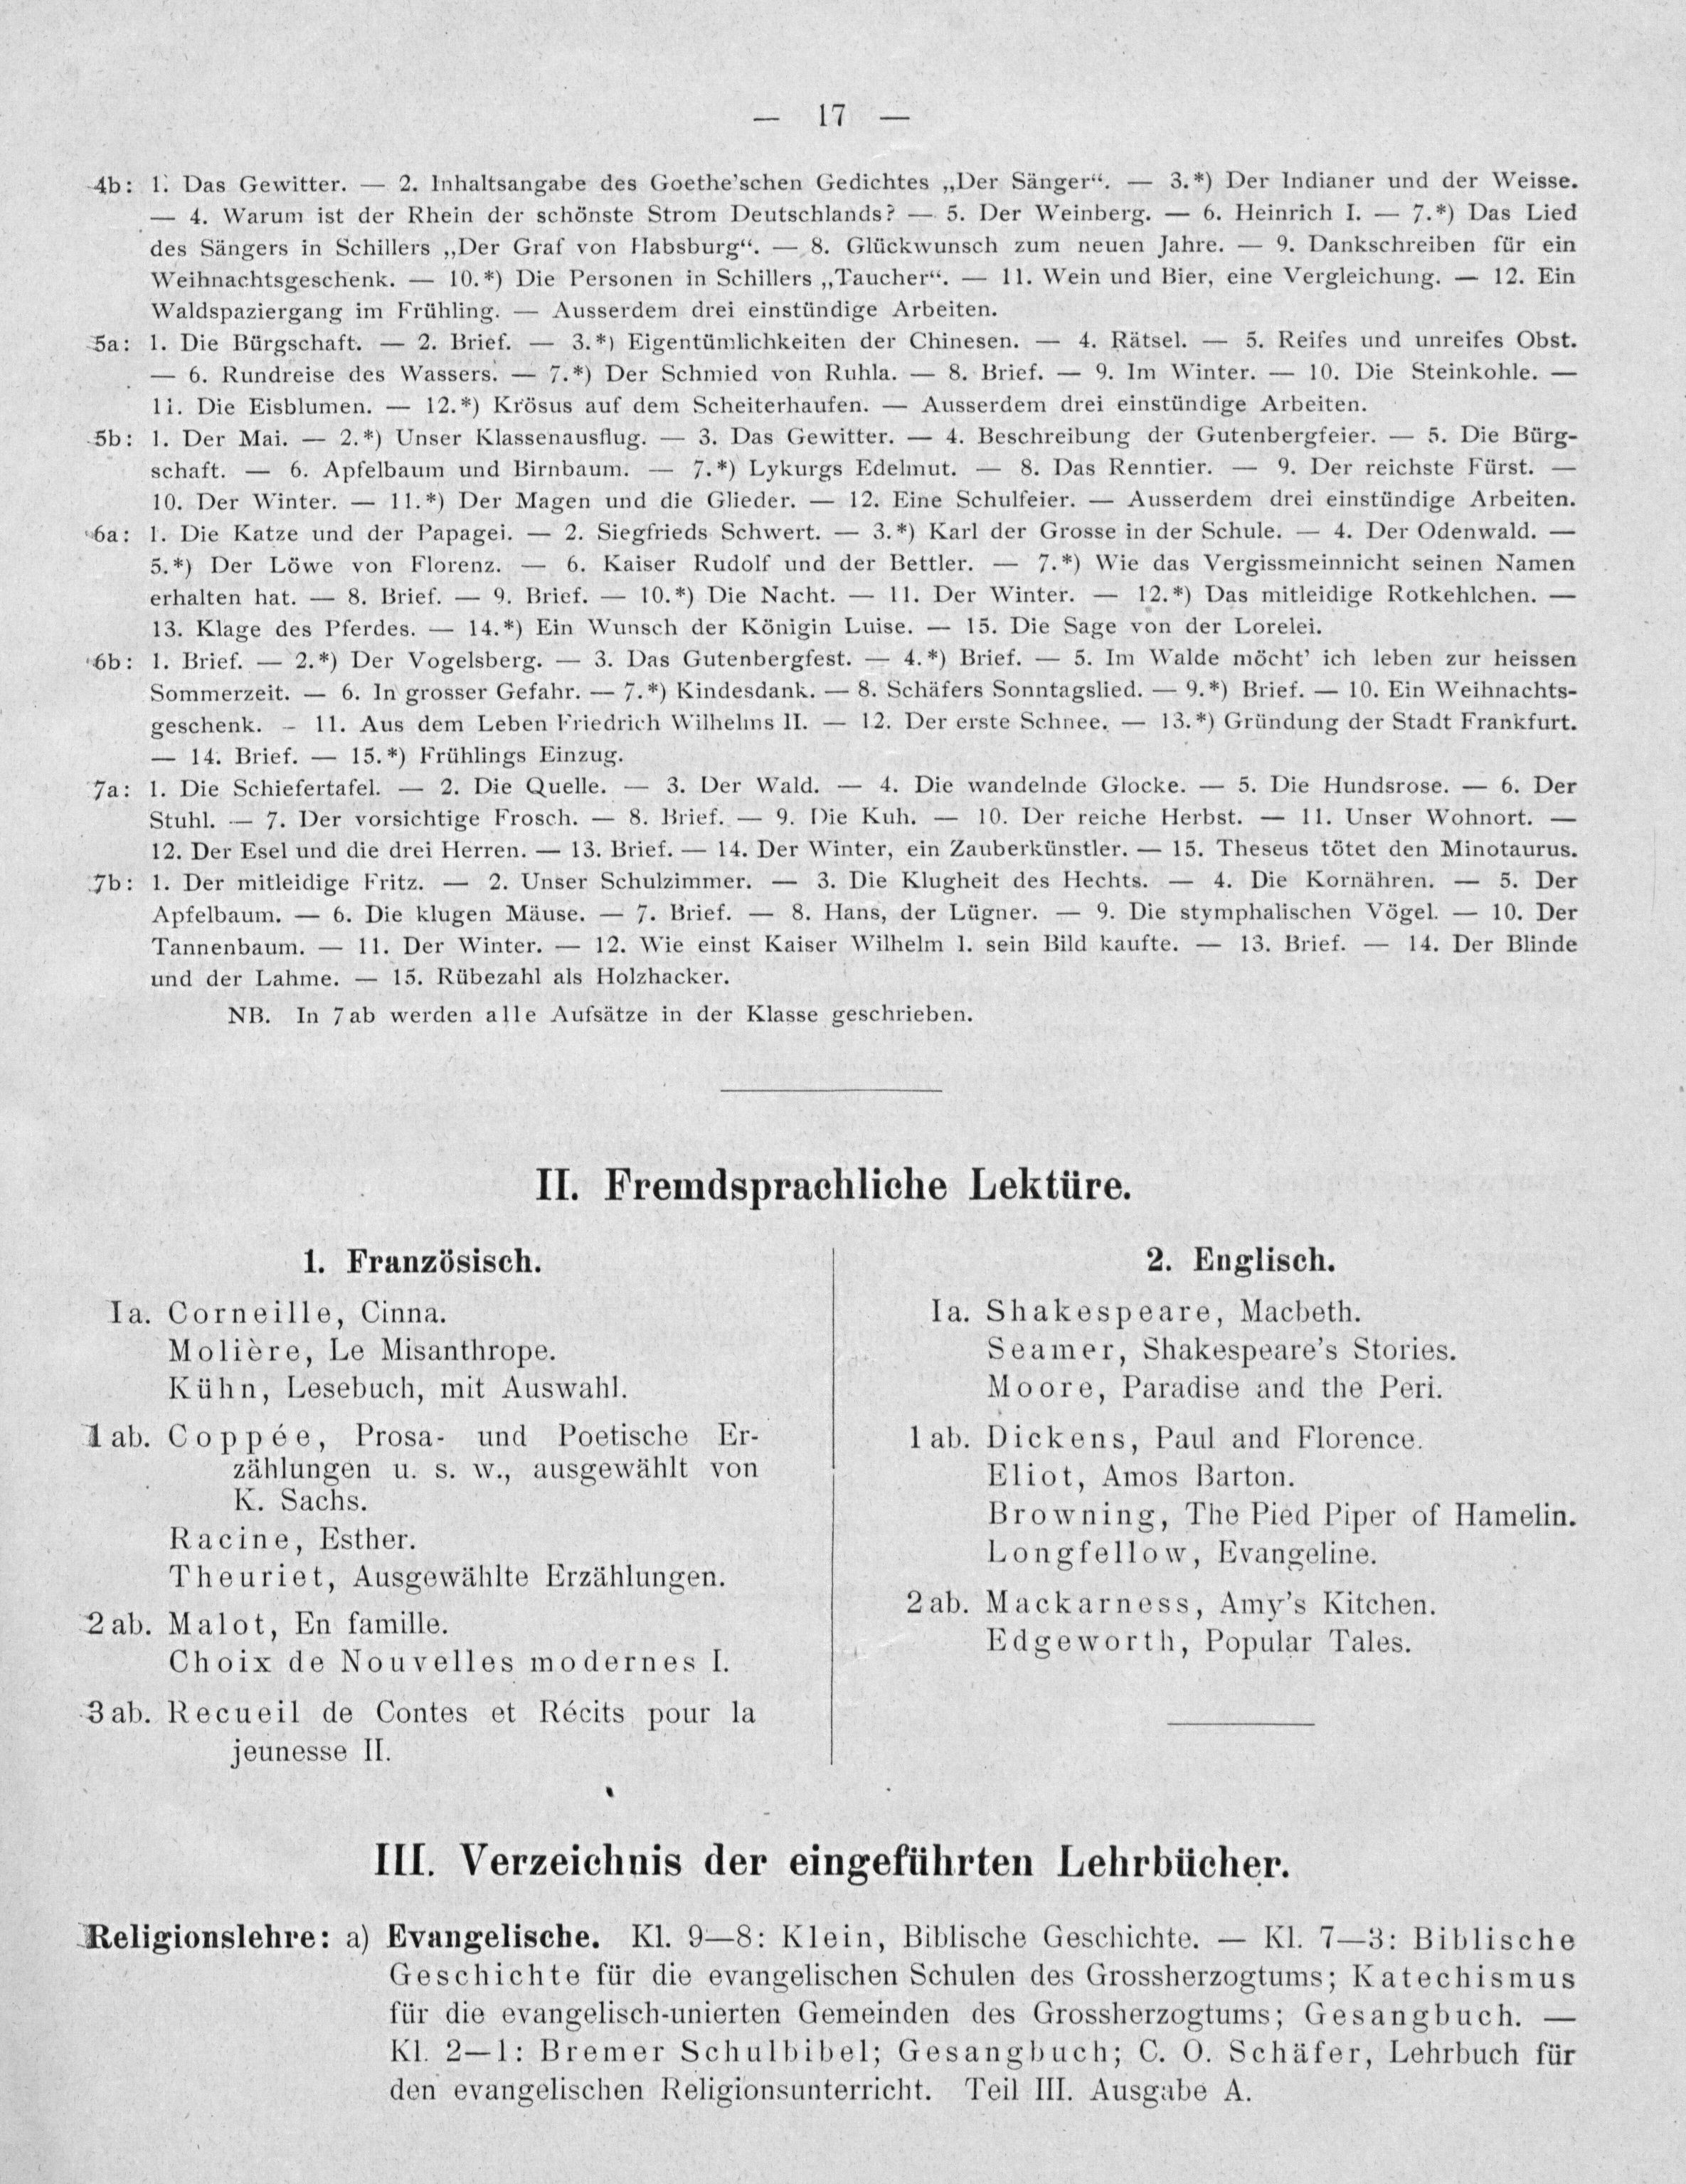 — 17 —
4b: 1. Das Gewitter. — 2. Inhaltsangabe des Goethe'schen Gedichtes „Der Sänger“. — 3.*) Der Indianer und der Weisse.
— 4. Warum ist der Rhein der schönste Strom Deutschlands? — 5. Der Weinberg. — 6. Heinrich I. — 7.*) Das Lied
des Sängers in Schillers „Der Graf von Habsburg“. — 8. Glückwunsch zum neuen Jahre. — 9. Dankschreiben für ein
Weihnachtsgeschenk. — 10.*) Die Personen in Schillers „Taucher“. — 11. Wein und Bier, eine Vergleichung. — 12. Ein
Waldspaziergang im Frühling. — Ausserdem drei einstündige Arbeiten.
5a: 1. Die Bürgschaft. — 2. Brief. — 3.*) Eigentümlichkeiten der Chinesen. — 4. Rätsel. — 5. Reifes und unreifes Obst.
— 6. Rundreise des Wassers. — 7.*) Der Schmied von Ruhla. — 8. Brief. — 9. Im Winter. — 10. Die Steinkohle. —
11. Die Eisblumen. — 12.*) Krösus auf dem Scheiterhaufen. — Ausserdem drei einstündige Arbeiten.
5b: 1. Der Mai. — 2.*) Unser Klassenausflug. — 3. Das Gewitter. — 4. Beschreibung der Gutenbergfeier. — 5. Die Bürg-
schaft. — 6. Apfelbaum und Birnbaum. — 7.*) Lykurgs Edelmut. — 8. Das Renntier. — 9. Der reichste Fürst. —
10. Der Winter. — 11.*) Der Magen und die Glieder. — 12. Eine Schulfeier. — Ausserdem drei einstündige Arbeiten.
6a: 1. Die Katze und der Papagei. — 2. Siegfrieds Schwert. — 3.*) Karl der Grosse in der Schule. — 4. Der Odenwald. —
5.*) Der Löwe von Florenz. — 6. Kaiser Rudolf und der Bettler. — 7.*) Wie das Vergissmeinnicht seinen Namen
erhalten hat. — 8. Brief. — 9. Brief. — 10.*) Die Nacht. — 11. Der Winter. — 12.*) Das mitleidige Rotkehlchen. —
13. Klage des Pferdes. — 14.*) Ein Wunsch der Königin Luise. — 15. Die Sage von der Lorelei.
6b: 1. Brief. — 2.*) Der Vogelsberg. — 3. Das Gutenbergfest. — 4.*) Brief. — 5. Im Walde möcht' ich leben zur heissen
Sommerzeit. — 6. In grosser Gefahr. — 7.*) Kindesdank. — 8. Schäfers Sonntagslied. — 9.*) Brief. — 10. Ein Weihnachts-
geschenk. – 11. Aus dem Leben Friedrich Wilhelms II. — 12. Der erste Schnee. — 13.*) Gründung der Stadt Frankfurt.
— 14. Brief. — 15.*) Frühlings Einzug.
7a: 1. Die Schiefertafel. — 2. Die Quelle. — 3. Der Wald. — 4. Die wandelnde Glocke. — 5. Die Hundsrose. — 6. Der
Stuhl. — 7. Der vorsichtige Frosch. — 8. Brief. — 9. Die Kuh. — 10. Der reiche Herbst. — 11. Unser Wohnort. —
12. Der Esel und die drei Herren. — 13. Brief. — 14. Der Winter, ein Zauberkünstler. — 15. Theseus tötet den Minotaurus.
7b: 1. Der mitleidige Fritz. — 2. Unser Schulzimmer. — 3. Die Klugheit des Hechts. — 4. Die Kornähren. — 5. Der
Apfelbaum. — 6. Die klugen Mäuse. — 7. Brief. — 8. Hans, der Lügner. — 9. Die stymphalischen Vögel. — 10. Der
Tannenbaum. — 11. Der Winter. — 12. Wie einst Kaiser Wilhelm I. sein Bild kaufte. — 13. Brief. — 14. Der Blinde
und der Lahme. — 15. Rübezahl als Holzhacker.
NB. In 7ab werden alle Aufsätze in der Klasse geschrieben.
II. Fremdsprachliche Lektüre.
1. Französisch.
Ia. Corneille, Cinna.
Molière, Le Misanthrope.
Kühn, Lesebuch, mit Auswahl.
1ab. Coppée, Prosa- und Poetische Er-
zählungen u. s. w., ausgewählt von
K. Sachs.
Racine, Esther.
Theuriet, Ausgewählte Erzählungen.
2ab. Malot, En famille.
Choix de Nouvelles modernes I.
3ab. Recueil de Contes et Récits pour la
jeunesse II.
2. Englisch.
Ia. Shakespeare, Macbeth.
Seamer, Shakespeare's Stories.
Moore, Paradise and the Peri.
1ab. Dickens, Paul and Florence.
Eliot, Amos Barton.
Browning, The Pied Piper of Hamelin.
Longfellow, Evangeline.
2ab. Mackarness, Amy's Kitchen.
Edgeworth, Popular Tales.
III. Verzeichnis der eingeführten Lehrbücher.
Religionslehre: a) Evangelische. Kl. 9—8: Klein, Biblische Geschichte. — Kl. 7—3: Biblische
Geschichte für die evangelischen Schulen des Grossherzogtums; Katechismus
für die evangelisch-unierten Gemeinden des Grossherzogtums; Gesangbuch. —
Kl. 2—1: Bremer Schulbibel; Gesangbuch; C. O. Schäfer, Lehrbuch für
den evangelischen Religionsunterricht. Teil III. Ausgabe A.